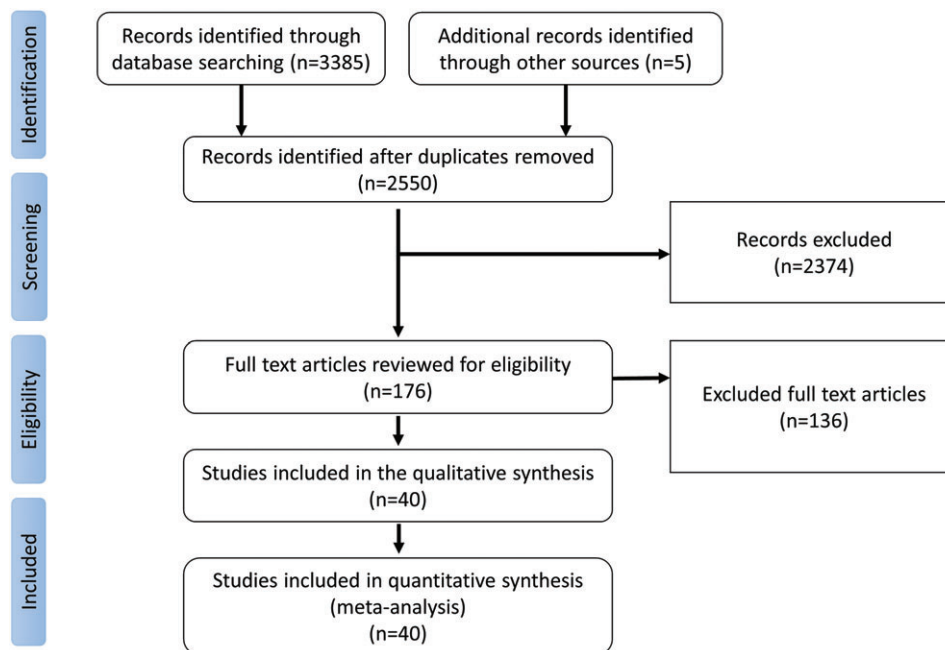 Identification
Records identified through
database searching (n=3385)
Additional records identified
through other sources (n=5)
Records identified after duplicates removed
(n=2550)
Screening
Records excluded
(n=2374)
Eligibility
Full text articles reviewed for eligibility
(n=176)
Excluded full text articles
(n=136)
Studies included in the qualitative synthesis
(n=40)
Included
Studies included in quantitative synthesis
(meta-analysis)
(n=40)